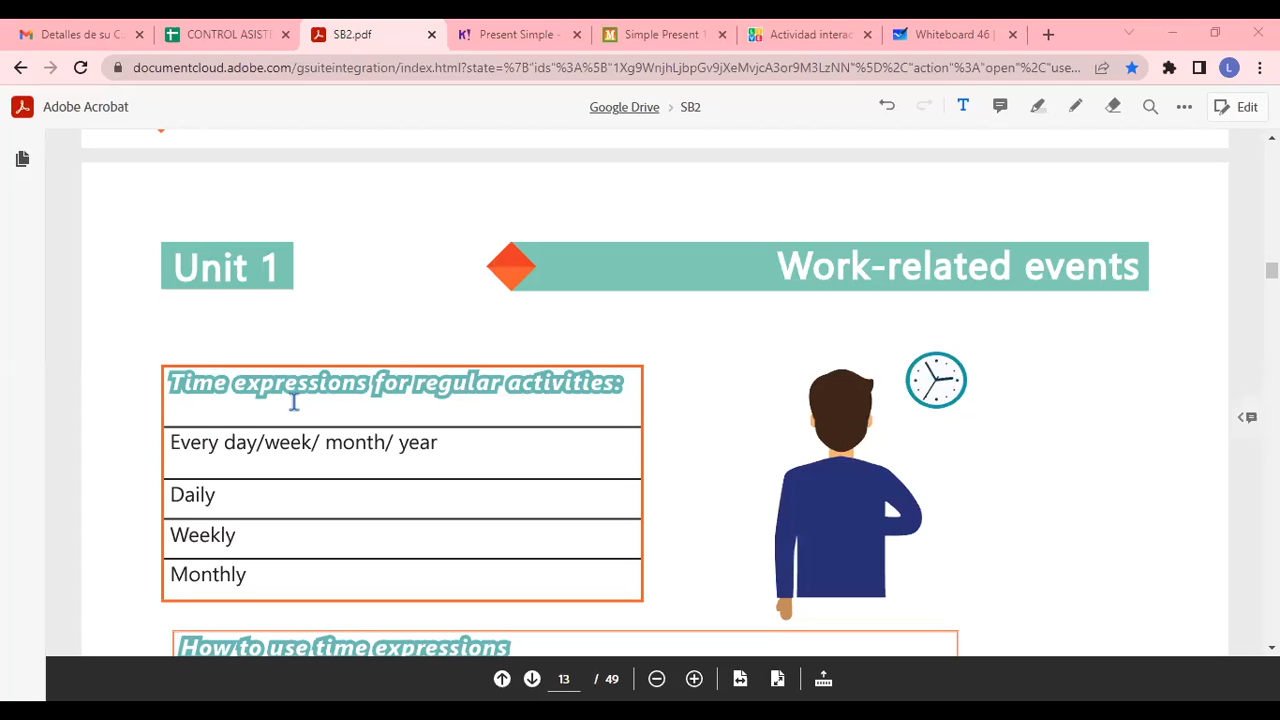 Detalles de su C
CONTROL ASISTE
SB2.pdf
Present Simple -
Simple Present 1
Actividad interac
Whiteboard 46 |
documentcloud.adobe.com/gsuiteintegration/index.html?state=%7B"ids"%3A%5B"1Xg9WnjhLjbpGv9jXeMvjcA3or9M3LzNN"%5D%2C"action"%3A"open"%2C"use...
L
Adobe Acrobat
Google Drive > SB2
T
Edit
Unit 1
Work-related events
Time expressions for regular activities:
Every day/week/ month/ year
Daily
Weekly
Monthly
How to use time expressions
13 / 49